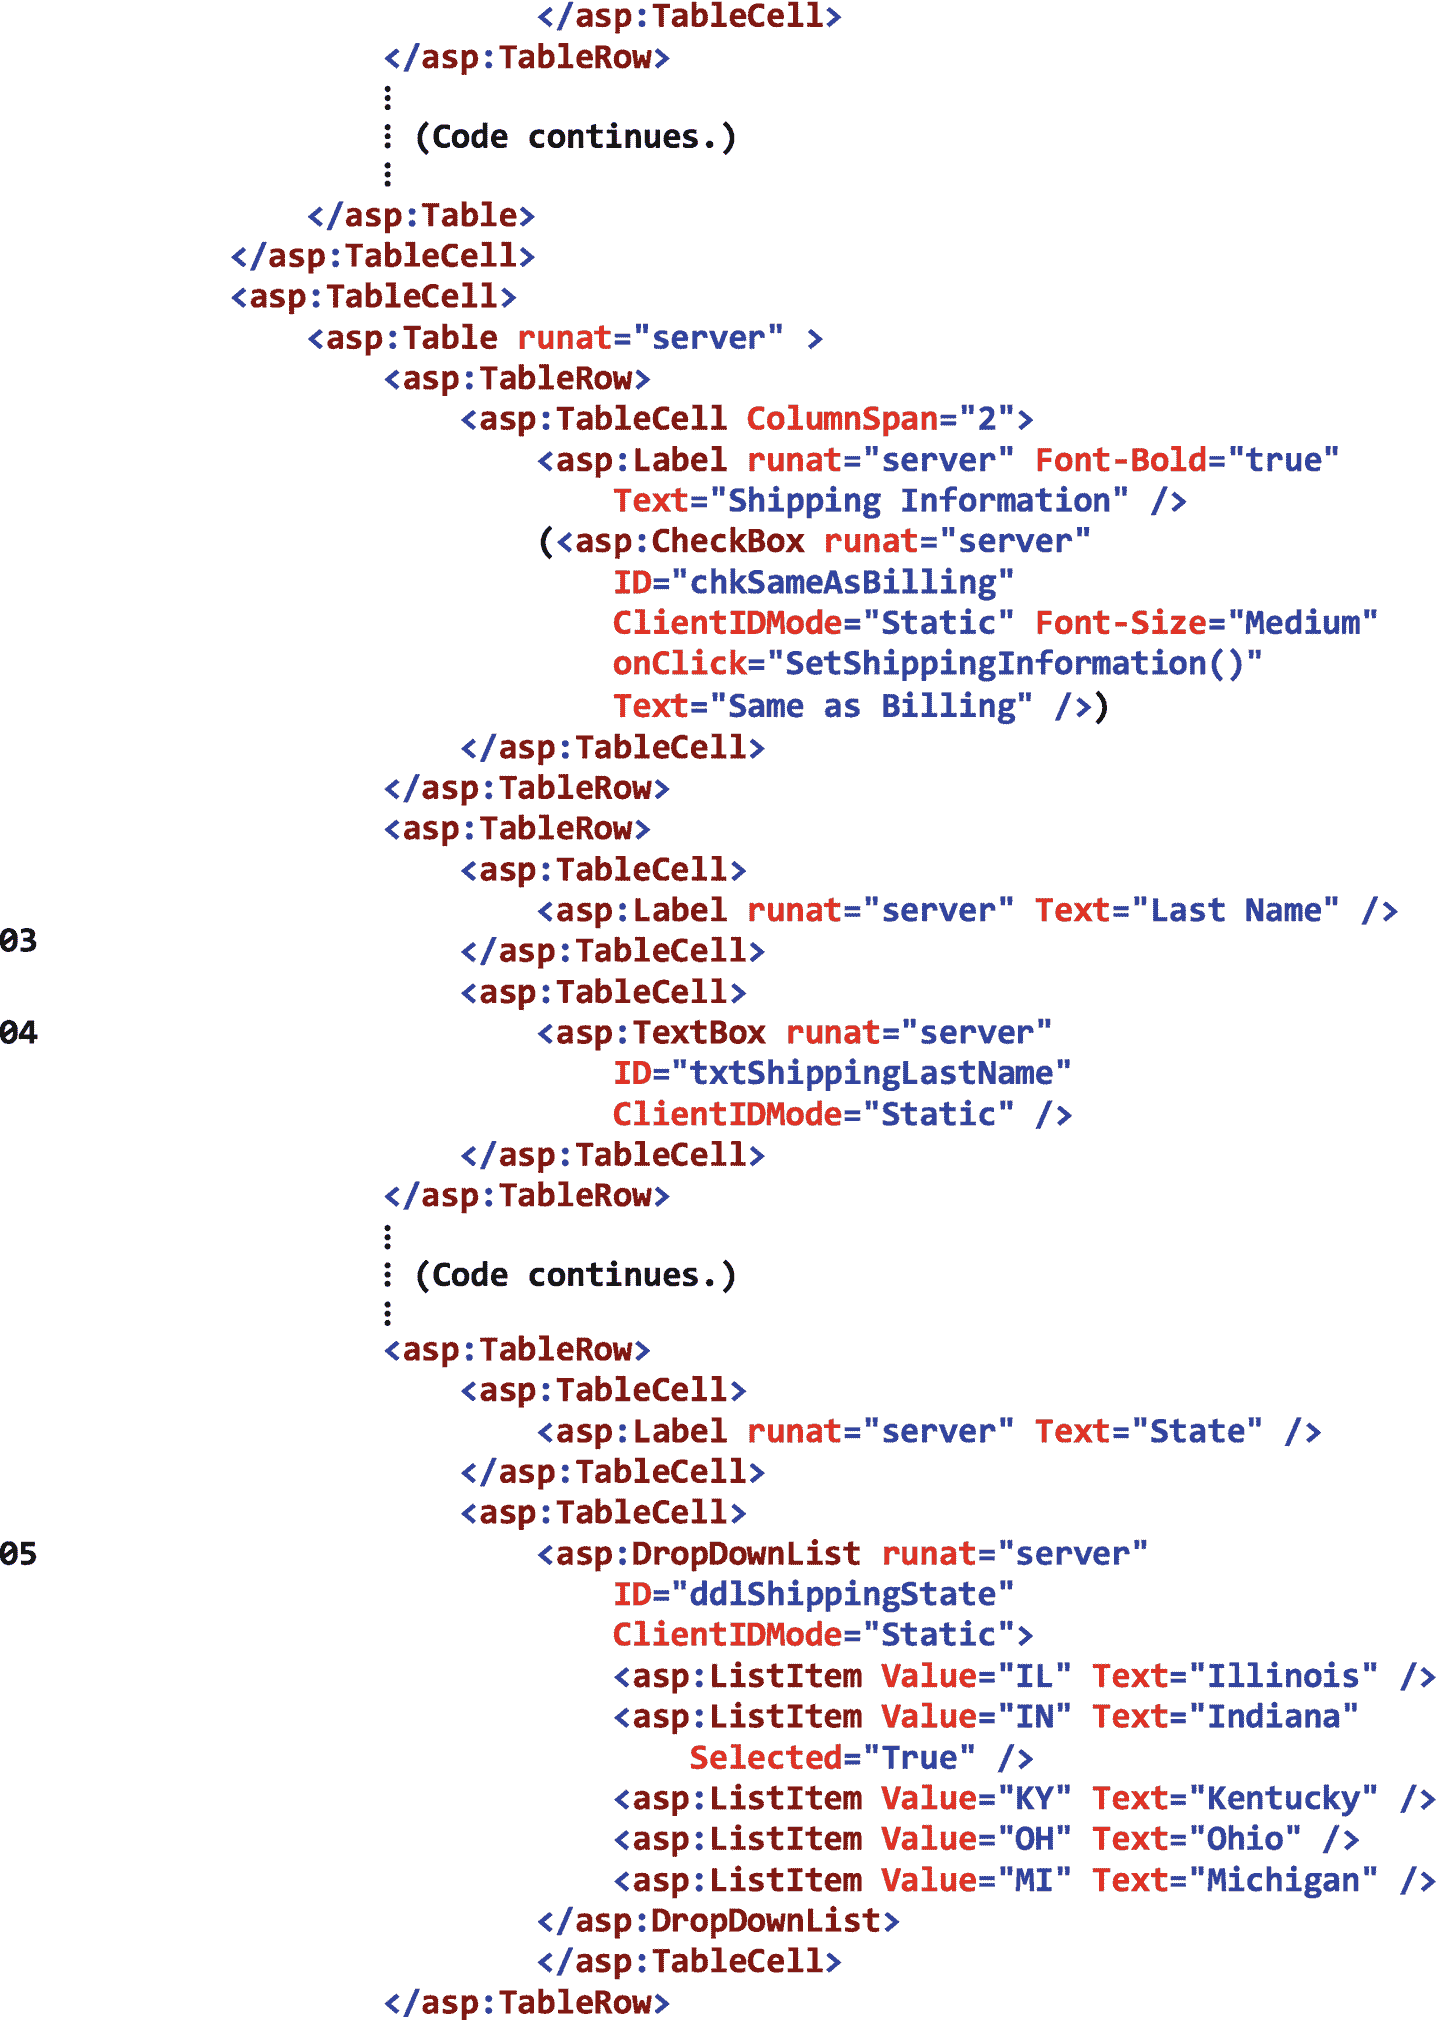 </asp:TableCell>
</asp:TableRow>
(Code continues.)
</asp:Table>
</asp:TableCell>
<asp:TableCell>
<asp:Table runat="server" >
<asp:TableRow>
<asp:TableCell ColumnSpan="2">
<asp:Label runat="server" Font-Bold="true"
Text="Shipping Information" />
(<asp:CheckBox runat="server"
ID="chkSameAsBilling"
ClientIDMode="Static" Font-Size="Medium"
onClick="SetShippingInformation()"
Text="Same as Billing" />)
</asp:TableCell>
</asp:TableRow>
<asp:TableRow>
<asp:TableCell>
<asp:Label runat="server" Text="Last Name" />
03
</asp:TableCell>
<asp:TableCell>
04 <asp:TextBox runat="server"
ID="txtShippingLastName"
ClientIDMode="Static" />
</asp:TableCell>
</asp:TableRow>
(Code continues.)
<asp:TableRow>
<asp:TableCell>
<asp:Label runat="server" Text="State" />
</asp:TableCell>
<asp:TableCell>
05 <asp:DropDownList runat="server"
ID="ddlShippingState"
ClientIDMode="Static">
<asp:ListItem Value="IL" Text="Illinois" />
<asp:ListItem Value="IN" Text="Indiana"
Selected="True" />
<asp:ListItem Value="KY" Text="Kentucky" />
<asp:ListItem Value="OH" Text="Ohio" />
<asp:ListItem Value="MI" Text="Michigan" />
</asp:DropDownList>
</asp:TableCell>
</asp:TableRow>